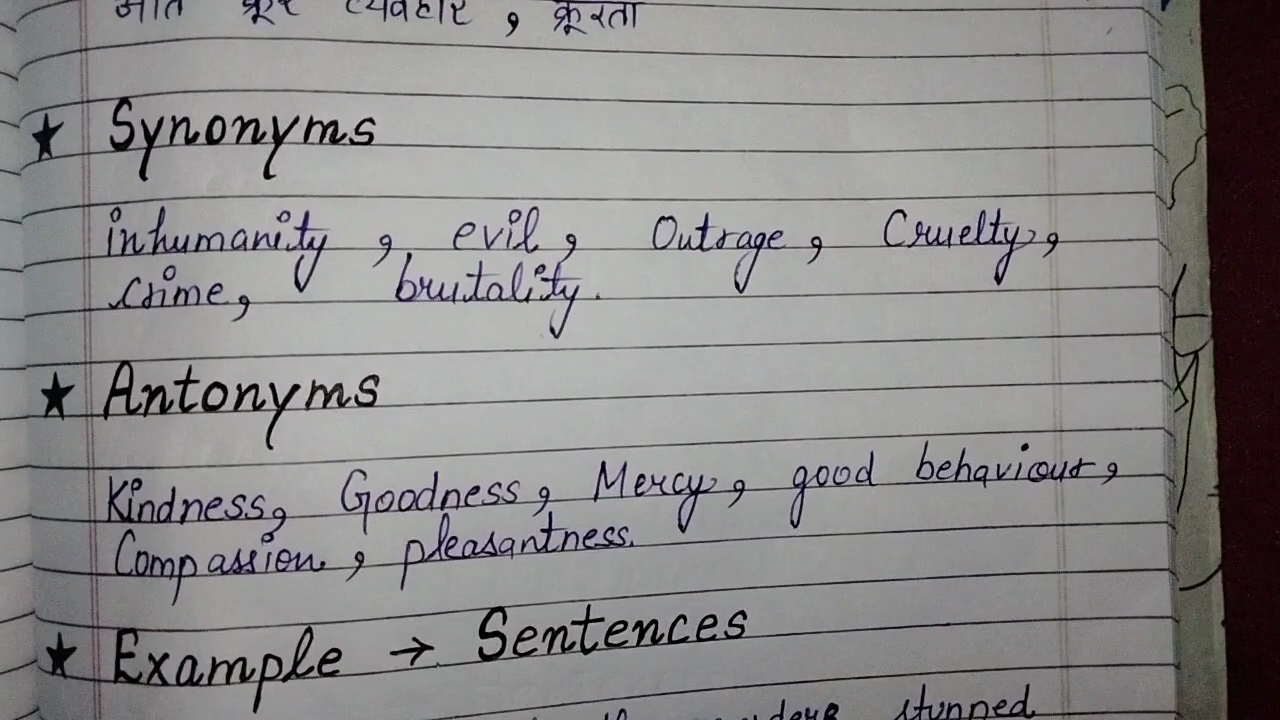 क्रूर व्यवहार , क्रूरता
★ Synonyms
inhumanity , evil, Outrage , Cruelty,
crime, brutality.
★ Antonyms
Kindness, Goodness, Mercy, good behaviour,
Compassion , pleasantness.
★ Example → Sentences
stunned